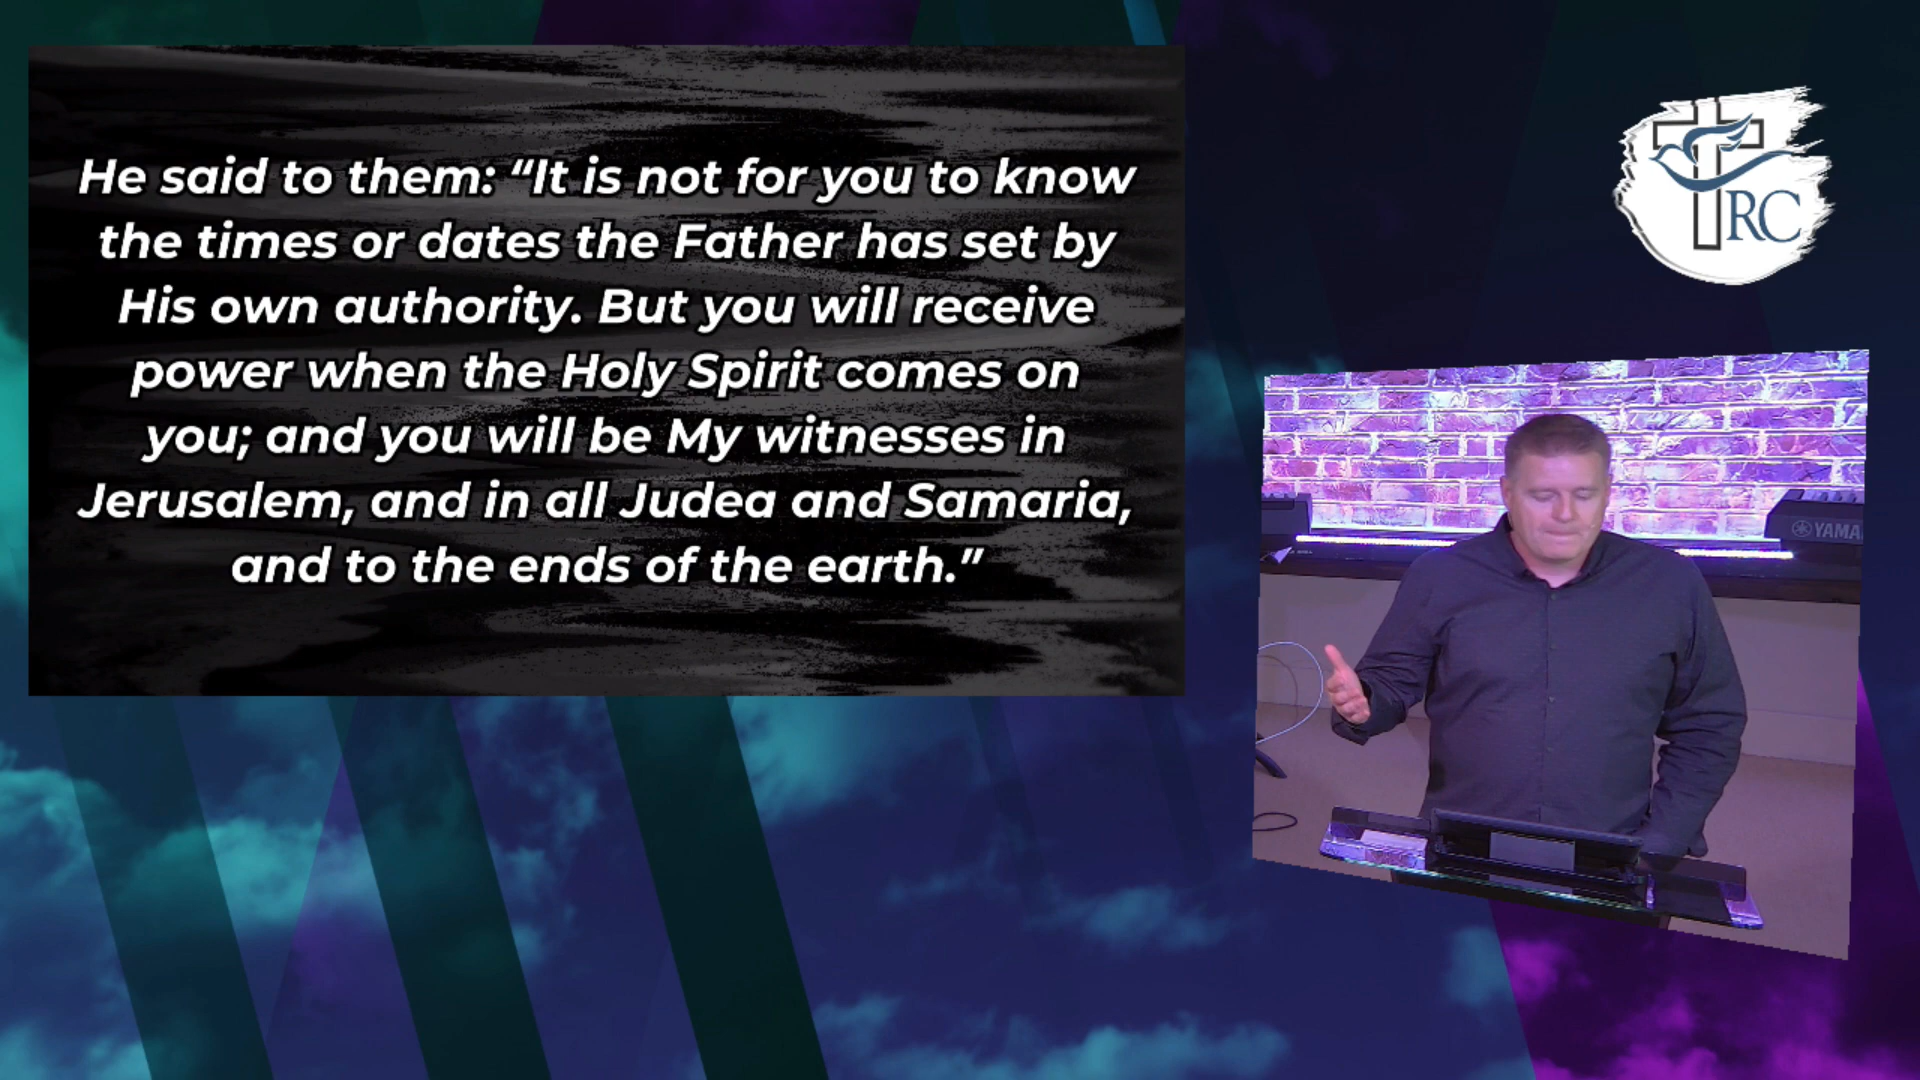 He said to them: “It is not for you to know
the times or dates the Father has set by
His own authority. But you will receive
power when the Holy Spirit comes on
you; and you will be My witnesses in
Jerusalem, and in all Judea and Samaria,
and to the ends of the earth.”
RC
YAMA